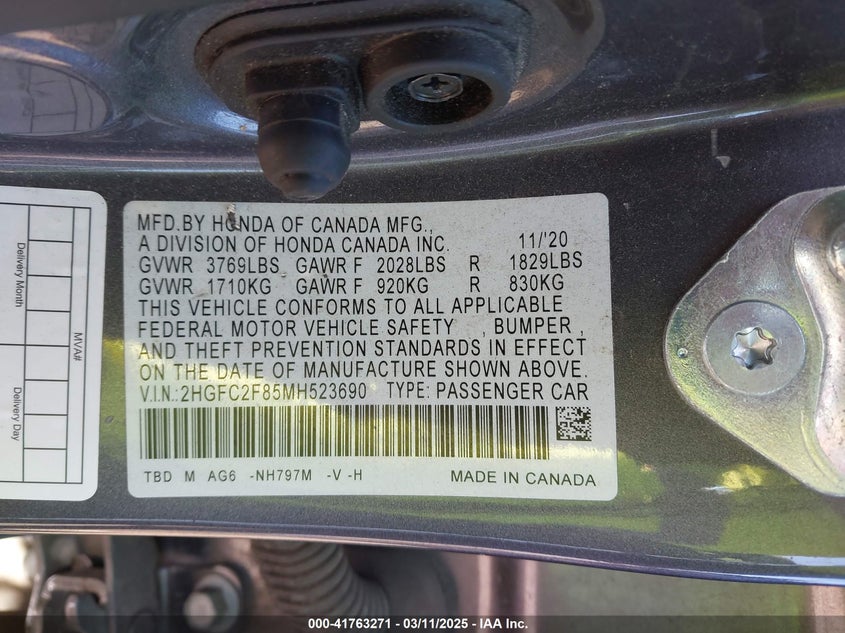 Delivery Month
Delivery Day
MVA#
MFD.BY HONDA OF CANADA MFG.,
A DIVISION OF HONDA CANADA INC. 11/'20
GVWR 3769LBS GAWR F 2028LBS R 1829LBS
GVWR 1710KG GAWR F 920KG R 830KG
THIS VEHICLE CONFORMS TO ALL APPLICABLE
FEDERAL MOTOR VEHICLE SAFETY , BUMPER ,
AND THEFT PREVENTION STANDARDS IN EFFECT
ON THE DATE OF MANUFACTURE SHOWN ABOVE.
V.I.N.:2HGFC2F85MH523690 TYPE: PASSENGER CAR
TBD M AG6 -NH797M -V -H MADE IN CANADA
000-41763271 - 03/11/2025 - IAA Inc.